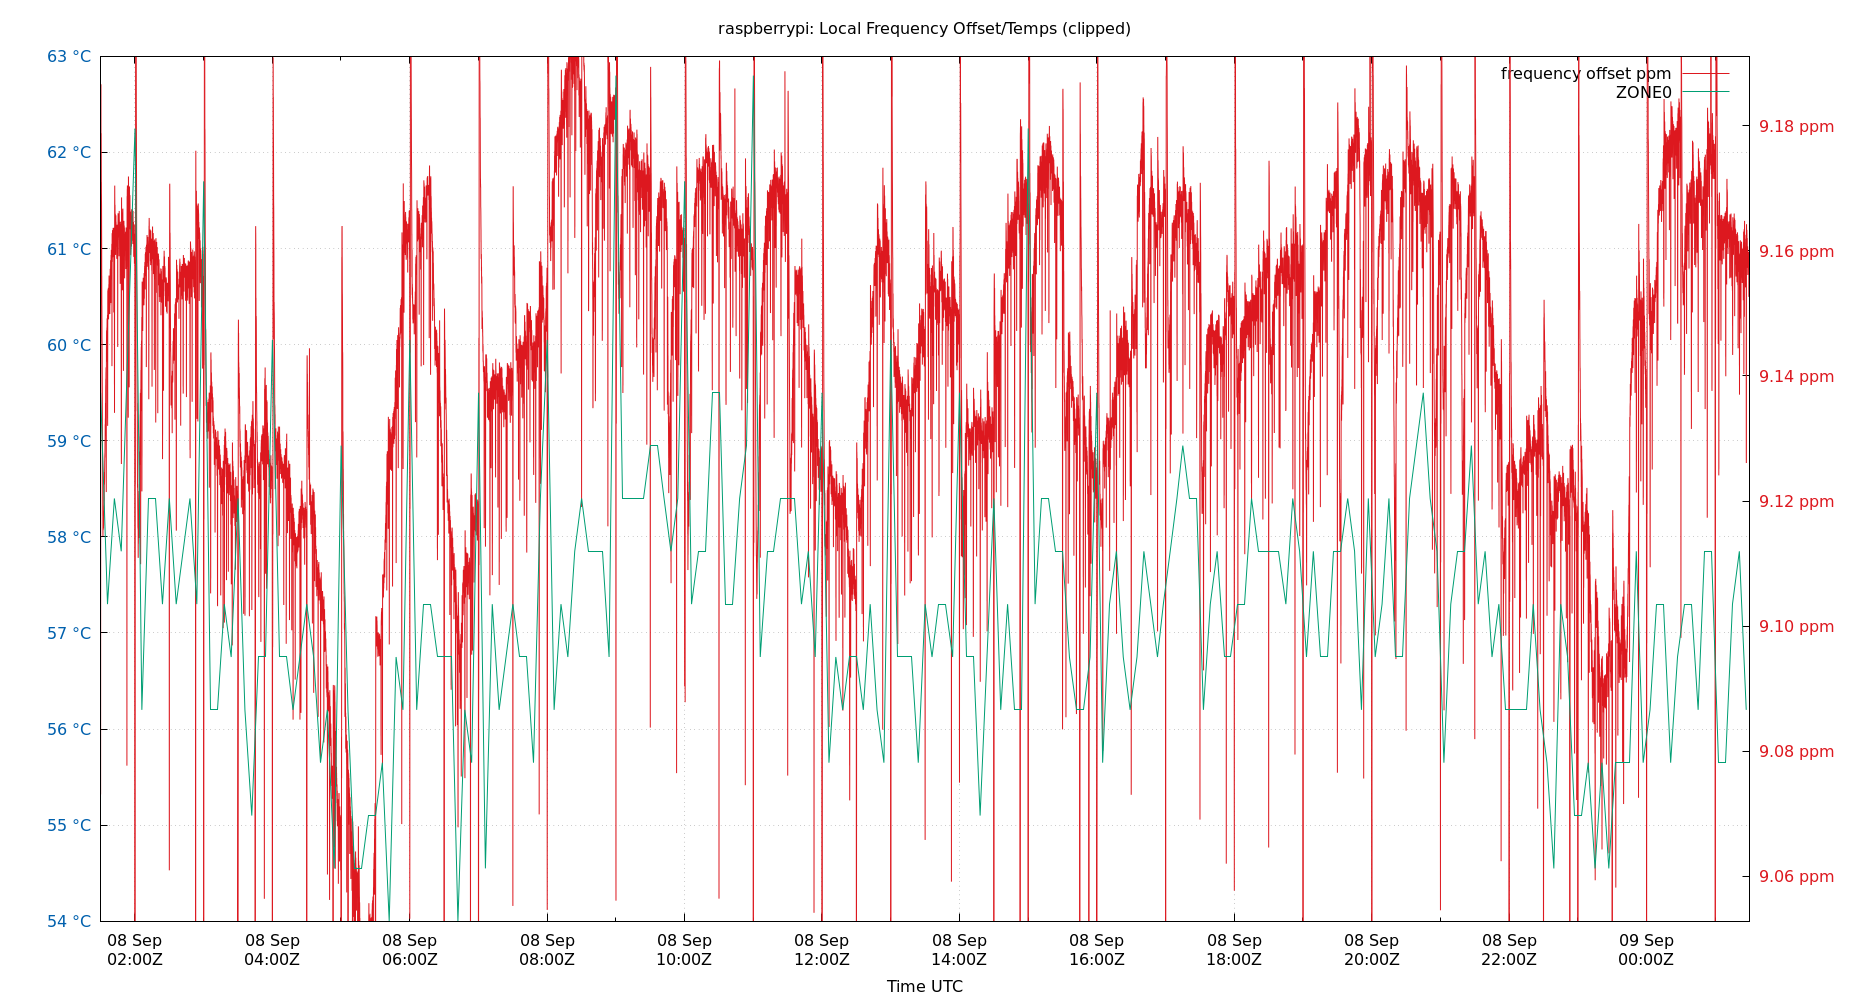 raspberrypi: Local Frequency Offset/Temps (clipped)
63 °C
62 °C
61 °C
60 °C
59 °C
58 °C
57 °C
56 °C
55 °C
54 °C
frequency offset ppm
ZONE0
9.18 ppm
9.16 ppm
9.14 ppm
9.12 ppm
9.10 ppm
9.08 ppm
9.06 ppm
08 Sep 08 Sep 08 Sep 08 Sep 08 Sep 08 Sep 08 Sep 08 Sep 08 Sep 08 Sep 08 Sep 09 Sep
02:00Z 04:00Z 06:00Z 08:00Z 10:00Z 12:00Z 14:00Z 16:00Z 18:00Z 20:00Z 22:00Z 00:00Z
Time UTC